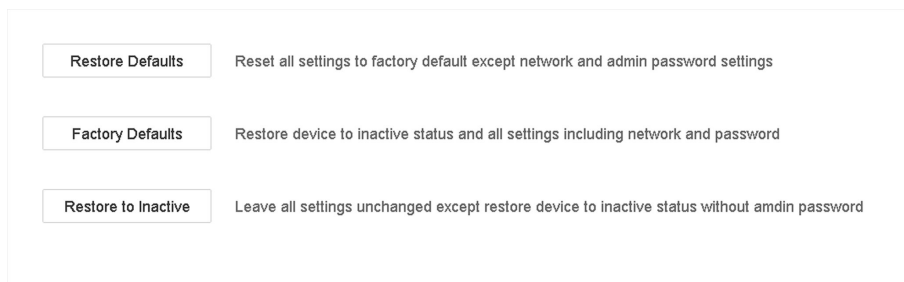 Restore Defaults Reset all settings to factory default except network and admin password settings
Factory Defaults Restore device to inactive status and all settings including network and password
Restore to Inactive Leave all settings unchanged except restore device to inactive status without amdin password